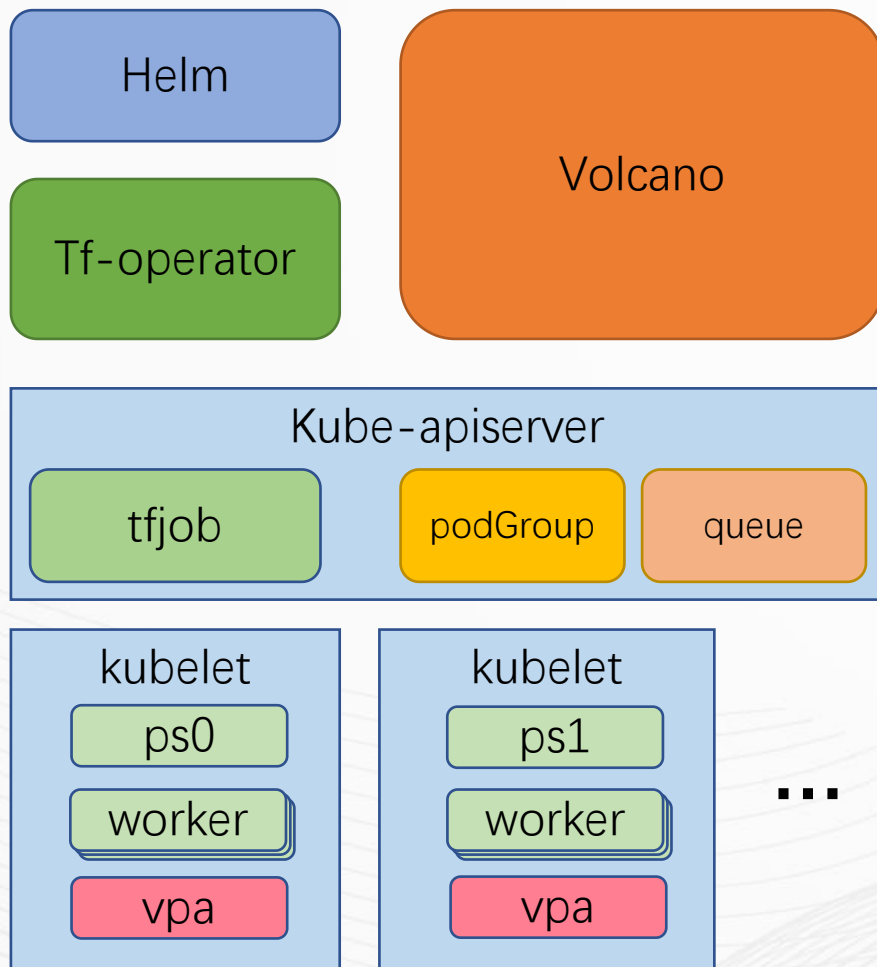 Helm
Volcano
Tf-operator
Kube-apiserver
tfjob
podGroup
queue
kubelet
ps0
worker
vpa
kubelet
ps1
worker
vpa
...